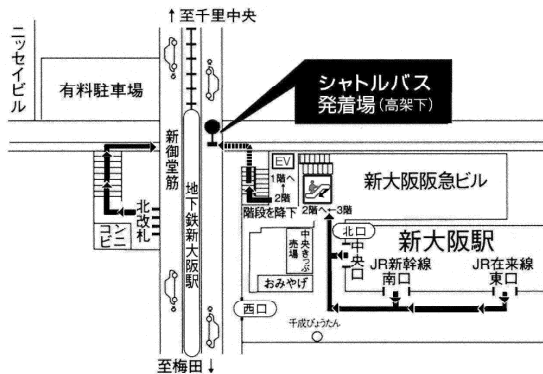 ↑至千里中央
ニッセイビル
有料駐車場
シャトルバス
発着場(高架下)
新御堂筋
地下鉄新大阪駅
EV
1階へ
↑
2階
階段を降下
2階へ←3階
新大阪阪急ビル
北改札
コンビニ
中央きっぷ売場
おみやげ
北口
中央口
新大阪駅
JR新幹線
南口
JR在来線
東口
西口
千成びょうたん
至梅田↓